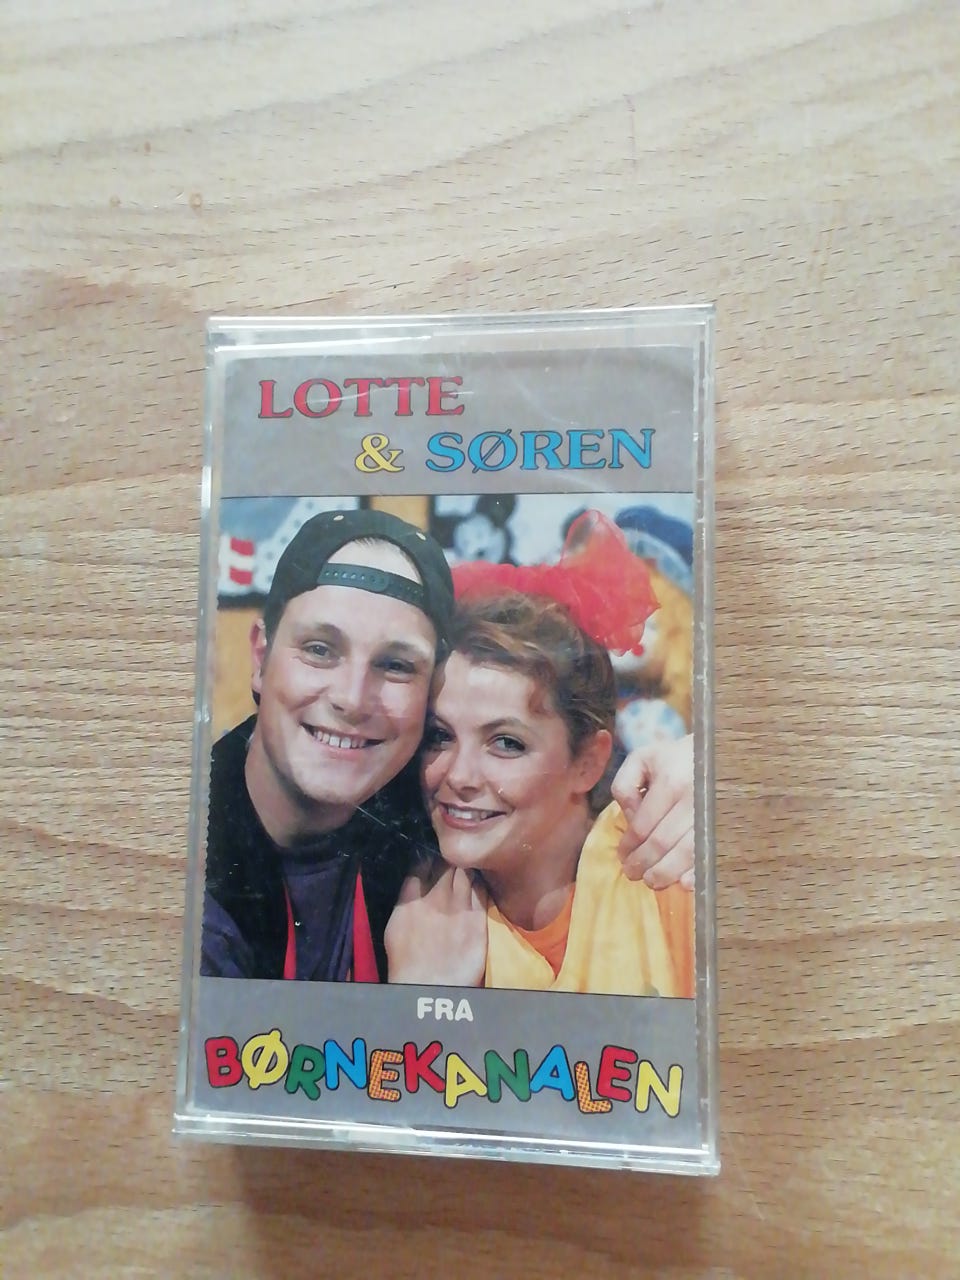 LOTTE
& SØREN
FRA
BØRNEKANALEN